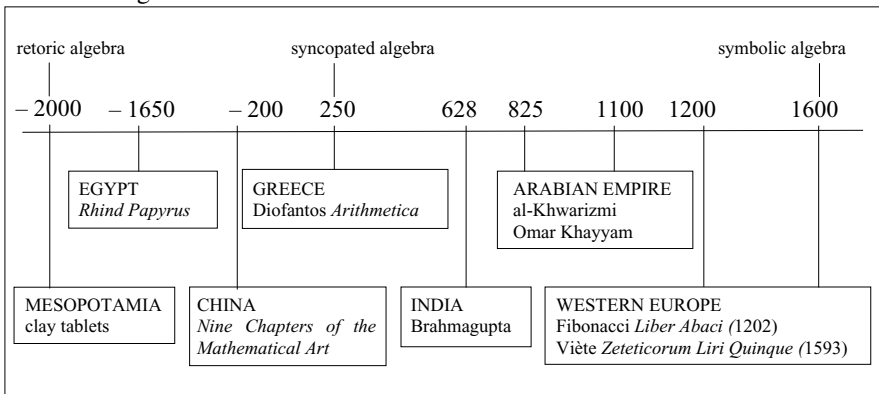 retoric algebra syncopated algebra symbolic algebra
– 2000 – 1650 – 200 250 628 825 1100 1200 1600
EGYPT
Rhind Papyrus
GREECE
Diofantos Arithmetica
ARABIAN EMPIRE
al-Khwarizmi
Omar Khayyam
MESOPOTAMIA
clay tablets
CHINA
Nine Chapters of the
Mathematical Art
INDIA
Brahmagupta
WESTERN EUROPE
Fibonacci Liber Abaci (1202)
Viète Zeteticorum Liri Quinque (1593)